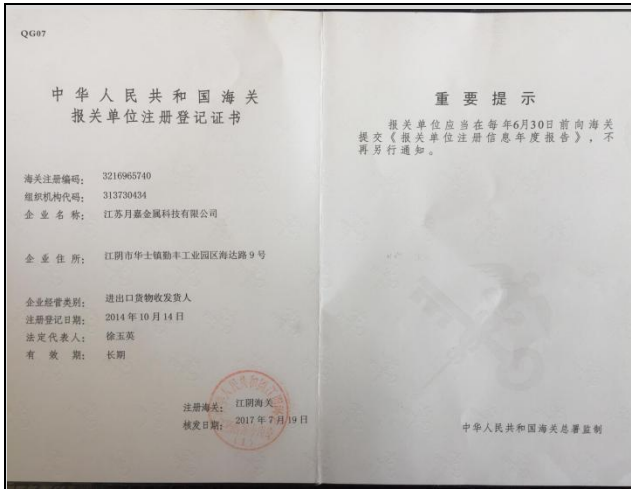 QG07
中华人民共和国海关
报关单位注册登记证书
海关注册编码： 3216965740
组织机构代码： 313730434
企业名称： 江苏月嘉金属科技有限公司
企业住所： 江阴市华士镇勤丰工业园区海达路9号
企业经营类别： 进出口货物收发货人
注册登记日期： 2014年10月14日
法定代表人： 徐玉英
有效期： 长期
注册海关： 江阴海关
核发日期： 2017年7月19日
重要提示
报关单位应当在每年6月30日前向海关
提交《报关单位注册信息年度报告》，不
再另行通知。
中华人民共和国海关总署监制